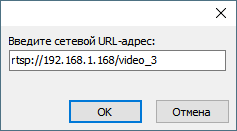 Введите сетевой URL-адрес:
rtsp://192.168.1.168/video_3
OK
Отмена